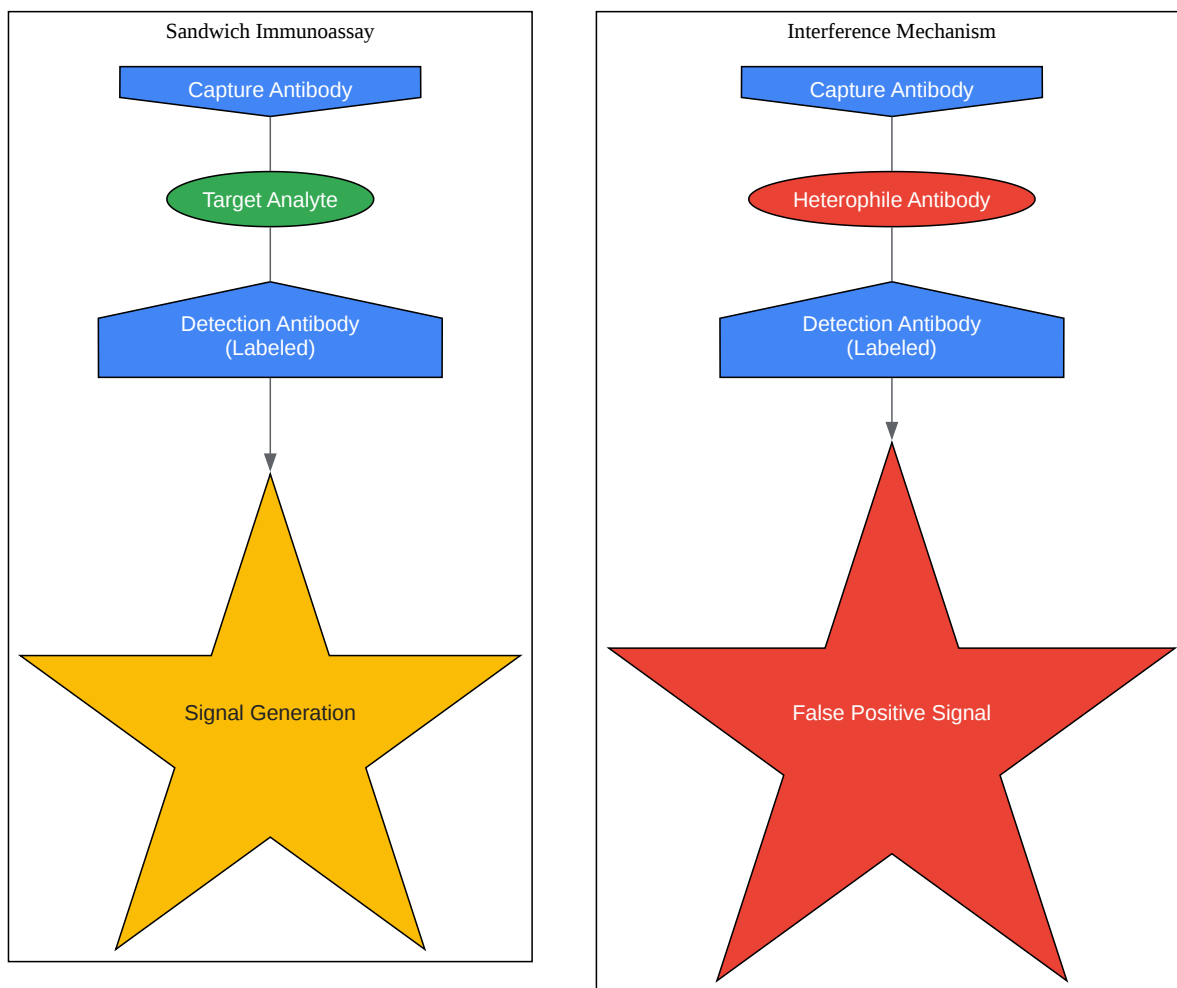 Sandwich Immunoassay
Capture Antibody
Target Analyte
Detection Antibody
(Labeled)
Signal Generation
Interference Mechanism
Capture Antibody
Heterophile Antibody
Detection Antibody
(Labeled)
False Positive Signal